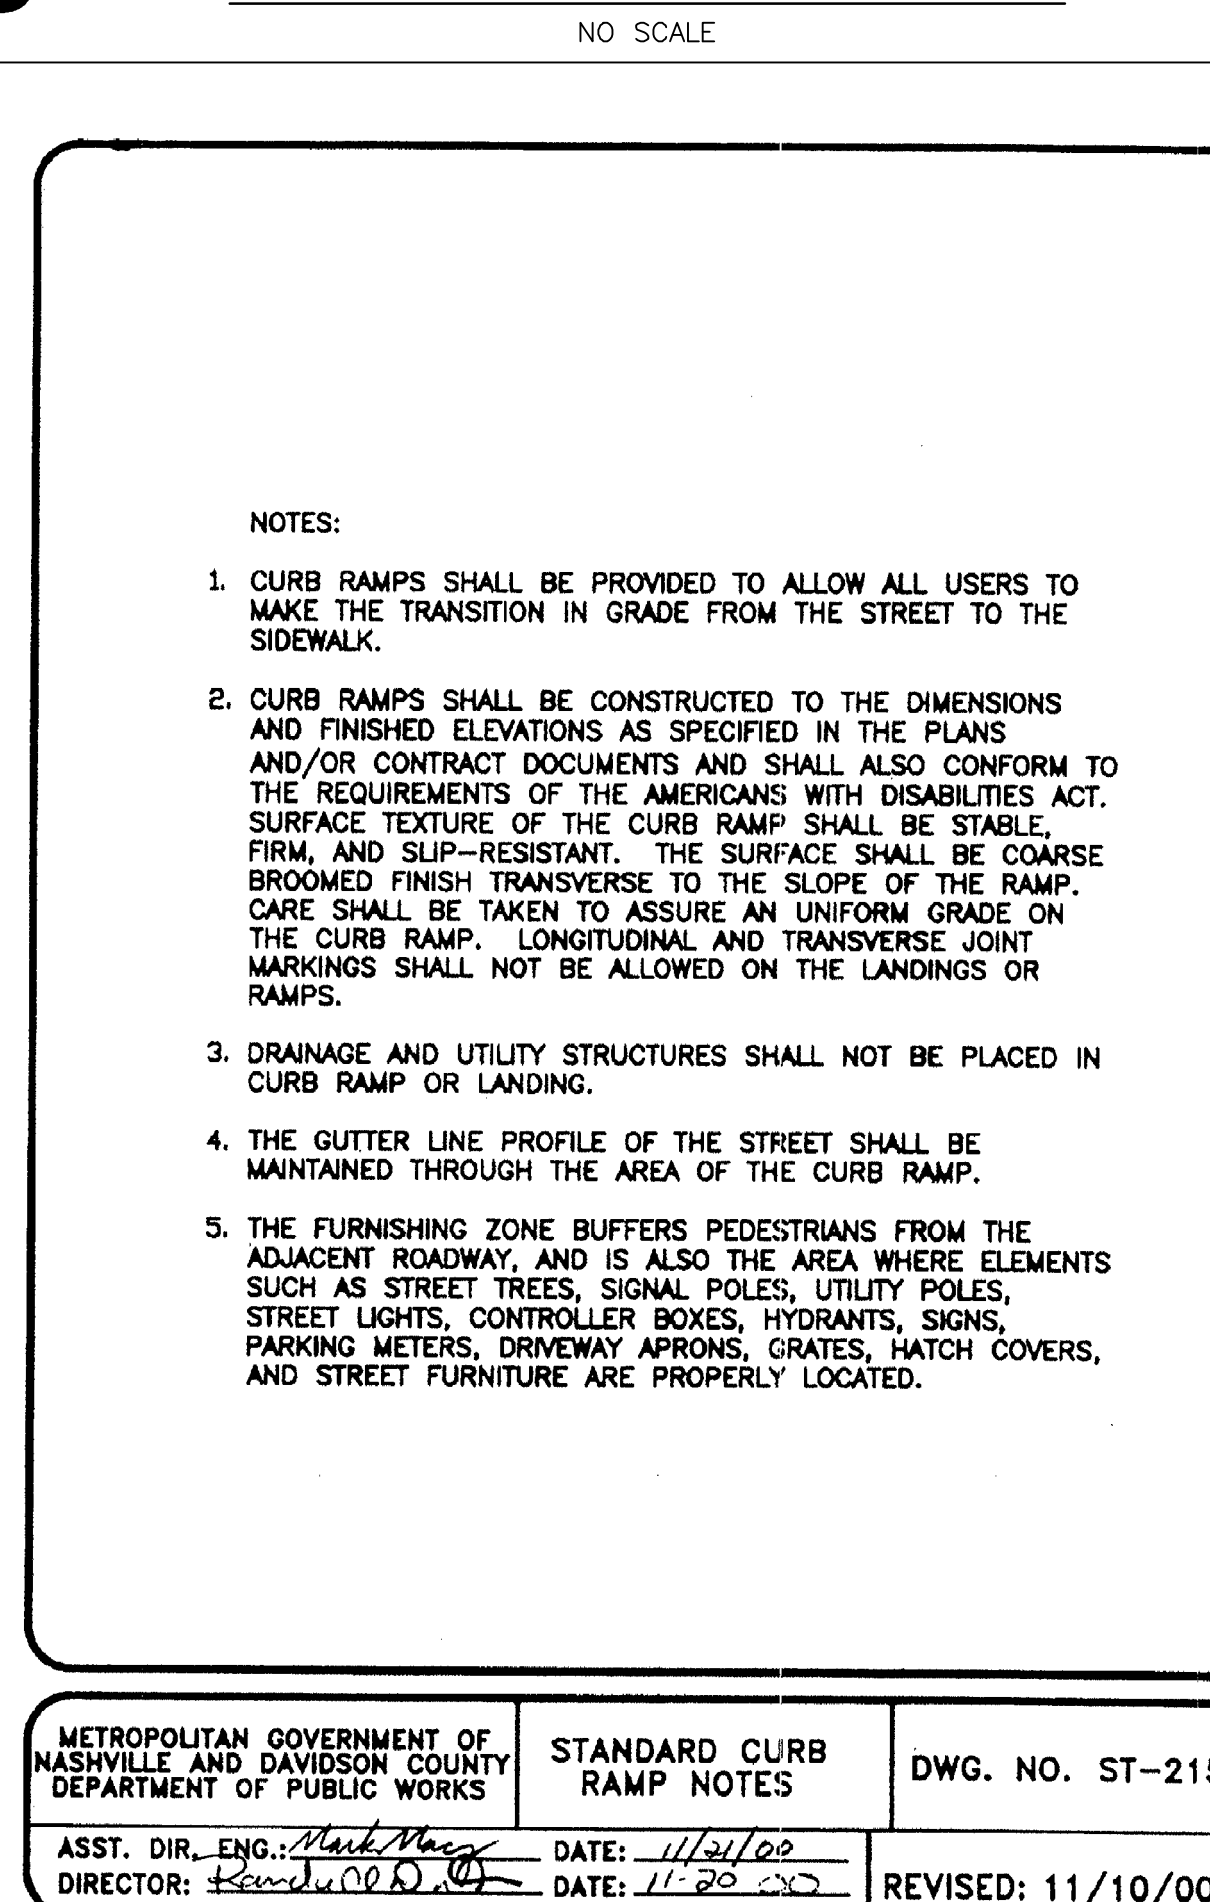 NO SCALE
NOTES:
1. CURB RAMPS SHALL BE PROVIDED TO ALLOW ALL USERS TO
MAKE THE TRANSITION IN GRADE FROM THE STREET TO THE
SIDEWALK.
2. CURB RAMPS SHALL BE CONSTRUCTED TO THE DIMENSIONS
AND FINISHED ELEVATIONS AS SPECIFIED IN THE PLANS
AND/OR CONTRACT DOCUMENTS AND SHALL ALSO CONFORM TO
THE REQUIREMENTS OF THE AMERICANS WITH DISABILITIES ACT.
SURFACE TEXTURE OF THE CURB RAMP SHALL BE STABLE,
FIRM, AND SLIP-RESISTANT. THE SURFACE SHALL BE COARSE
BROOMED FINISH TRANSVERSE TO THE SLOPE OF THE RAMP.
CARE SHALL BE TAKEN TO ASSURE AN UNIFORM GRADE ON
THE CURB RAMP. LONGITUDINAL AND TRANSVERSE JOINT
MARKINGS SHALL NOT BE ALLOWED ON THE LANDINGS OR
RAMPS.
3. DRAINAGE AND UTILITY STRUCTURES SHALL NOT BE PLACED IN
CURB RAMP OR LANDING.
4. THE GUTTER LINE PROFILE OF THE STREET SHALL BE
MAINTAINED THROUGH THE AREA OF THE CURB RAMP.
5. THE FURNISHING ZONE BUFFERS PEDESTRIANS FROM THE
ADJACENT ROADWAY, AND IS ALSO THE AREA WHERE ELEMENTS
SUCH AS STREET TREES, SIGNAL POLES, UTILITY POLES,
STREET LIGHTS, CONTROLLER BOXES, HYDRANTS, SIGNS,
PARKING METERS, DRIVEWAY APRONS, GRATES, HATCH COVERS,
AND STREET FURNITURE ARE PROPERLY LOCATED.
METROPOLITAN GOVERNMENT OF
NASHVILLE AND DAVIDSON COUNTY
DEPARTMENT OF PUBLIC WORKS
STANDARD CURB
RAMP NOTES
DWG. NO. ST-215
ASST. DIR. ENG.: Mark Macy DATE: 11/21/00
DIRECTOR: DATE: 11-20 00
REVISED: 11/10/00